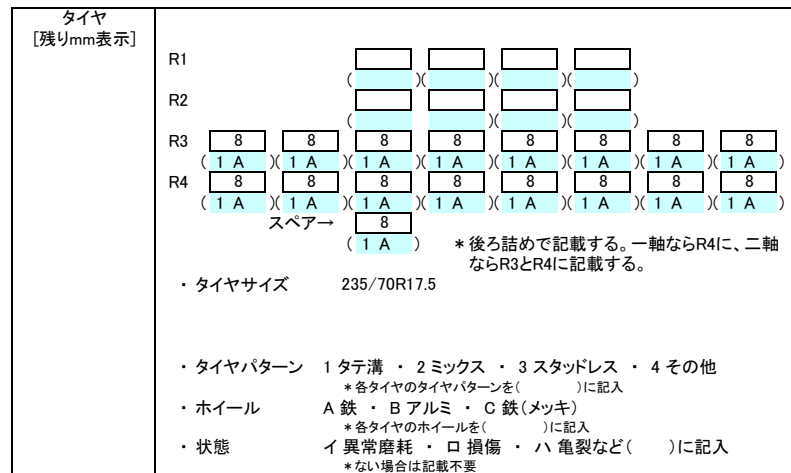 タイヤ
[残りmm表示]
R1
( )( )( )( )
R2
( )( )( )( )
R3 8 8 8 8 8 8 8 8
( 1 A )( 1 A )( 1 A )( 1 A )( 1 A )( 1 A )( 1 A )( 1 A )
R4 8 8 8 8 8 8 8 8
( 1 A )( 1 A )( 1 A )( 1 A )( 1 A )( 1 A )( 1 A )( 1 A )
スペア→ 8
( 1 A )
*後ろ詰めで記載する。一軸ならR4に、二軸
ならR3とR4に記載する。
・ タイヤサイズ 235/70R17.5
・ タイヤパターン 1 タテ溝 ・ 2 ミックス ・ 3 スタッドレス ・ 4 その他
*各タイヤのタイヤパターンを( )に記入
・ ホイール A 鉄 ・ B アルミ ・ C 鉄(メッキ)
*各タイヤのホイールを( )に記入
・ 状態 イ 異常磨耗 ・ ロ 損傷 ・ ハ 亀裂など( )に記入
*ない場合は記載不要